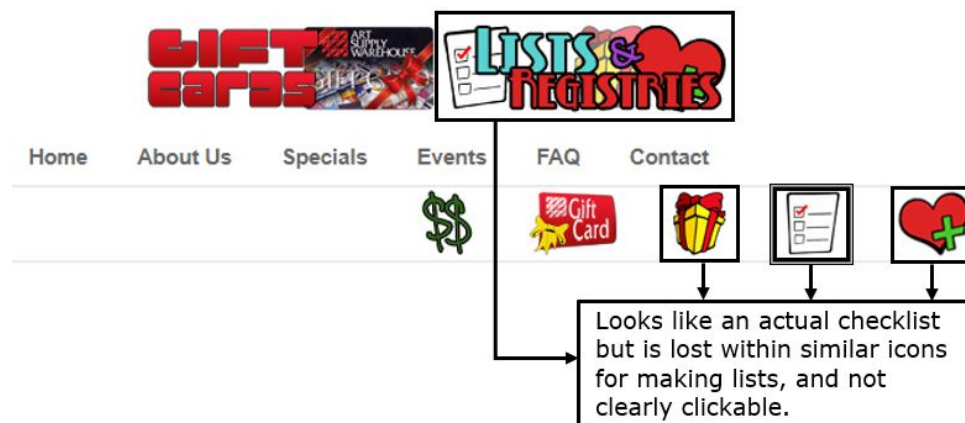 GIFT cards
ART
SUPPLY
WAREHOUSE
LISTS &
REGISTRIES
Home About Us Specials Events FAQ Contact
$$
Gift
Card
Looks like an actual checklist
but is lost within similar icons
for making lists, and not
clearly clickable.